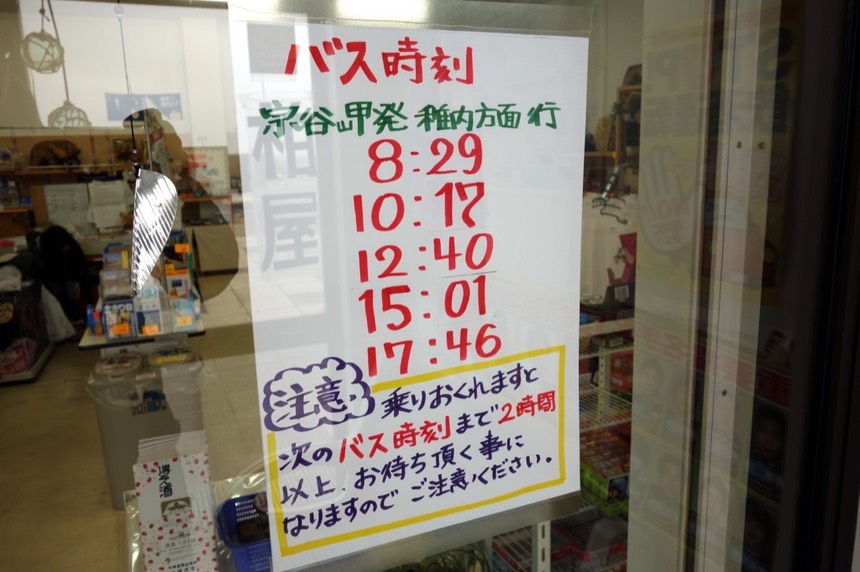 バス時刻
宗谷岬発 稚内方面行
8:29
10:17
12:40
15:01
17:46
注意 乗りおくれますと
次のバス時刻まで2時間
以上、お待ち頂く事に
なりますので ご注意ください。
柏屋